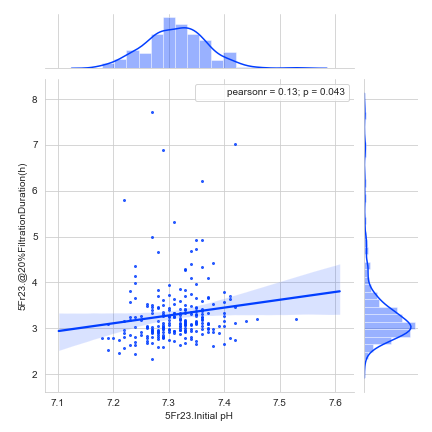 pearsonr = 0.13; p = 0.043
8
7
6
5
4
3
2
5Fr23.@20%FiltrationDuration(h)
7.1 7.2 7.3 7.4 7.5 7.6
5Fr23.Initial pH